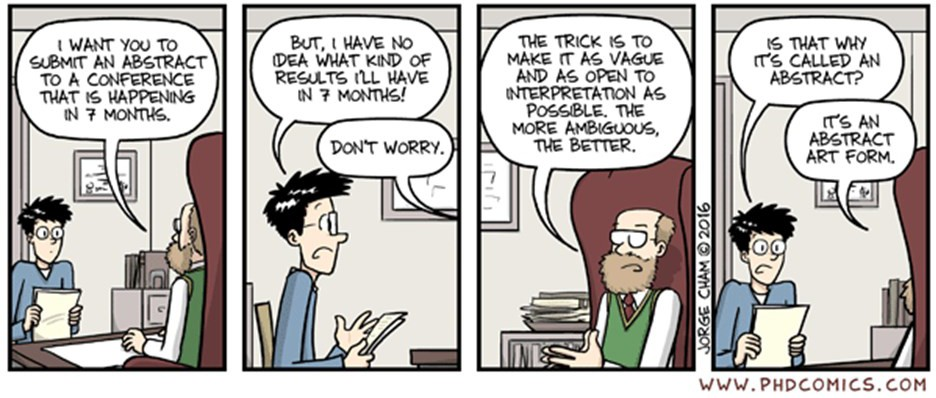 I WANT YOU TO
SUBMIT AN ABSTRACT
TO A CONFERENCE
THAT IS HAPPENING
IN 7 MONTHS.
BUT, I HAVE NO
IDEA WHAT KIND OF
RESULTS I'LL HAVE
IN 7 MONTHS!
DON'T WORRY.
THE TRICK IS TO
MAKE IT AS VAGUE
AND AS OPEN TO
INTERPRETATION AS
POSSIBLE. THE
MORE AMBIGUOUS,
THE BETTER.
IS THAT WHY
IT'S CALLED AN
ABSTRACT?
IT'S AN
ABSTRACT
ART FORM.
JORGE CHAM © 2016
WWW.PHDCOMICS.COM